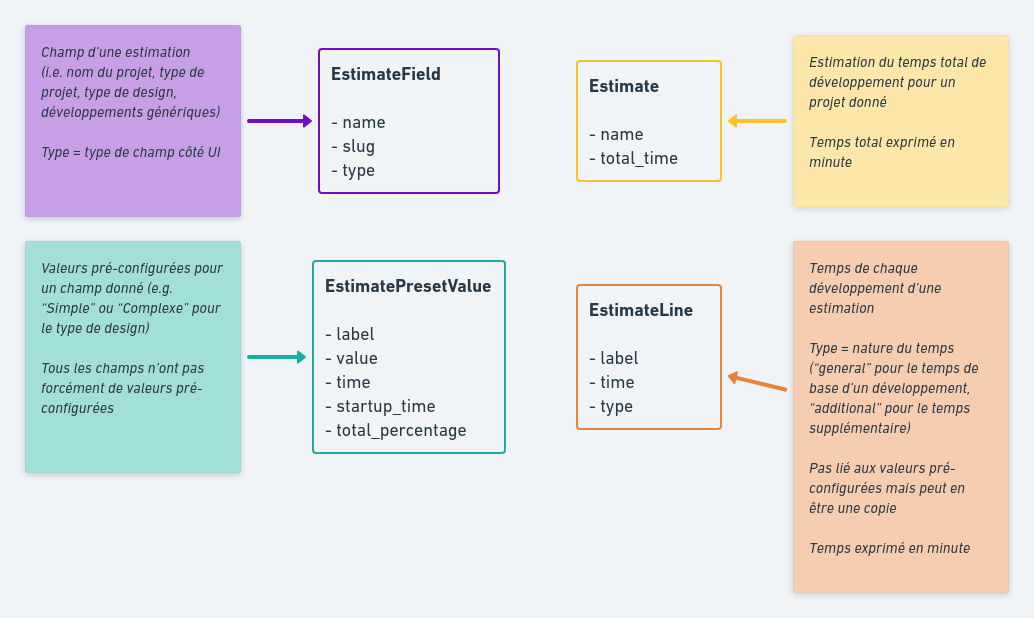 Champ d'une estimation
(i.e. nom du projet, type de
projet, type de design,
développements génériques)
Type = type de champ côté UI
EstimateField
- name
- slug
- type
Estimate
- name
- total_time
Estimation du temps total de
développement pour un
projet donné
Temps total exprimé en
minute
Valeurs pré-configurées pour
un champ donné (e.g.
“Simple” ou “Complexe” pour
le type de design)
Tous les champs n'ont pas
forcément de valeurs pré-
configurées
EstimatePresetValue
- label
- value
- time
- startup_time
- total_percentage
EstimateLine
- label
- time
- type
Temps de chaque
développement d'une
estimation
Type = nature du temps
(“general” pour le temps de
base d'un développement,
“additional” pour le temps
supplémentaire)
Pas lié aux valeurs pré-
configurées mais peut en
être une copie
Temps exprimé en minute